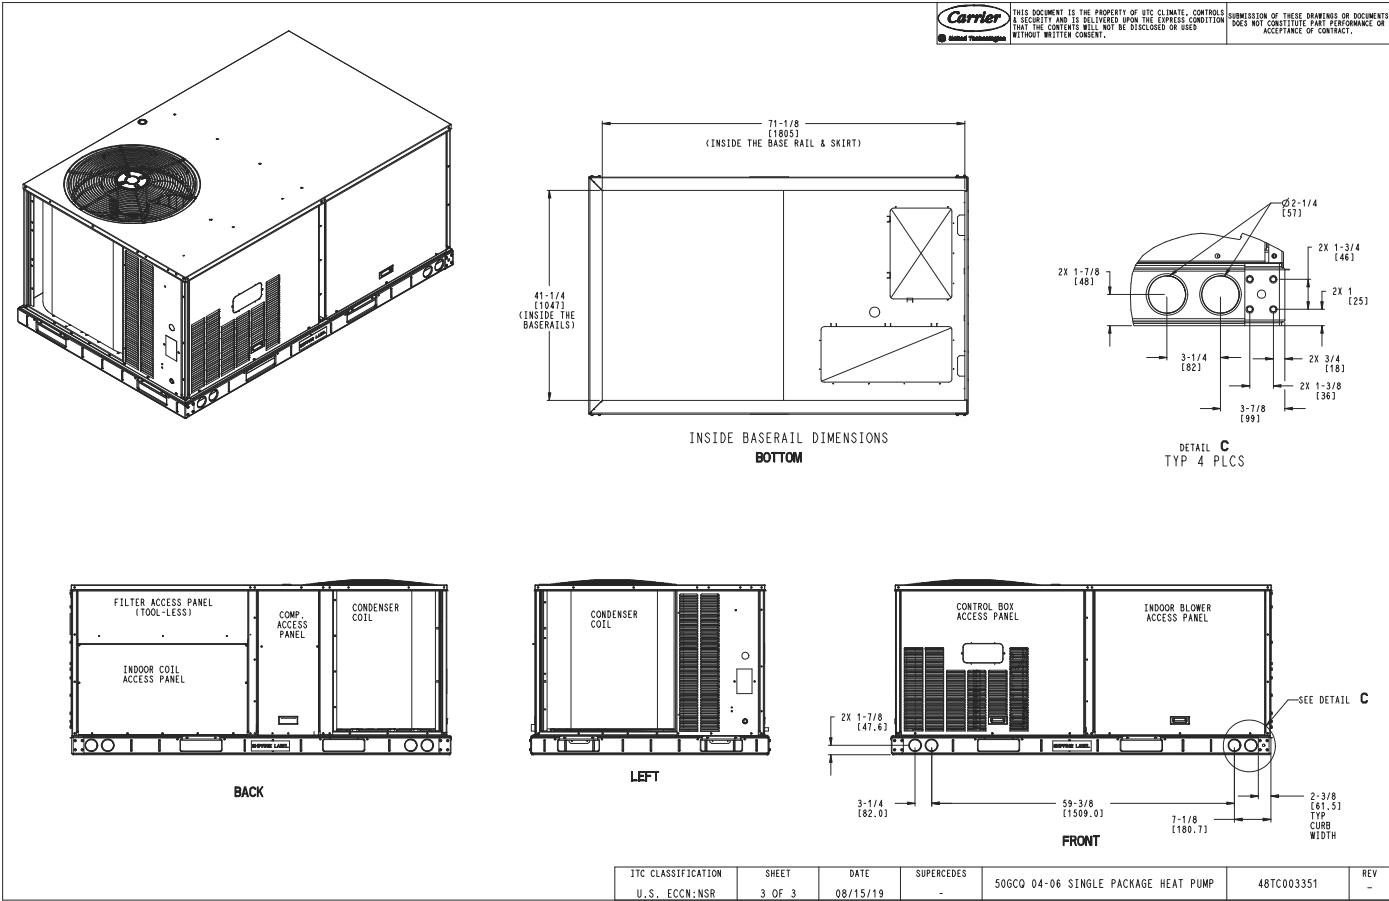 Carrier
United Technologies
THIS DOCUMENT IS THE PROPERTY OF UTC CLIMATE, CONTROLS
& SECURITY AND IS DELIVERED UPON THE EXPRESS CONDITION
THAT THE CONTENTS WILL NOT BE DISCLOSED OR USED
WITHOUT WRITTEN CONSENT.
SUBMISSION OF THESE DRAWINGS OR DOCUMENTS
DOES NOT CONSTITUTE PART PERFORMANCE OR
ACCEPTANCE OF CONTRACT.
71-1/8
[1805]
(INSIDE THE BASE RAIL & SKIRT)
41-1/4
[1047]
(INSIDE THE
BASERAILS)
INSIDE BASERAIL DIMENSIONS
BOTTOM
Ø2-1/4
[57]
2X 1-3/4
[46]
2X 1-7/8
[48]
2X 1
[25]
3-1/4
[82]
2X 3/4
[18]
2X 1-3/8
[36]
3-7/8
[99]
DETAIL C
TYP 4 PLCS
FILTER ACCESS PANEL
(TOOL-LESS)
INDOOR COIL
ACCESS PANEL
COMP.
ACCESS
PANEL
CONDENSER
COIL
SHIPPING LABEL
BACK
CONDENSER
COIL
LEFT
CONTROL BOX
ACCESS PANEL
INDOOR BLOWER
ACCESS PANEL
SHIPPING LABEL
SEE DETAIL C
2X 1-7/8
[47.6]
3-1/4
[82.0]
59-3/8
[1509.0]
7-1/8
[180.7]
2-3/8
[61.5]
TYP
CURB
WIDTH
FRONT
ITC CLASSIFICATION
U.S. ECCN:NSR
SHEET
3 OF 3
DATE
08/15/19
SUPERCEDES
-
50GCQ 04-06 SINGLE PACKAGE HEAT PUMP
48TC003351
REV
-